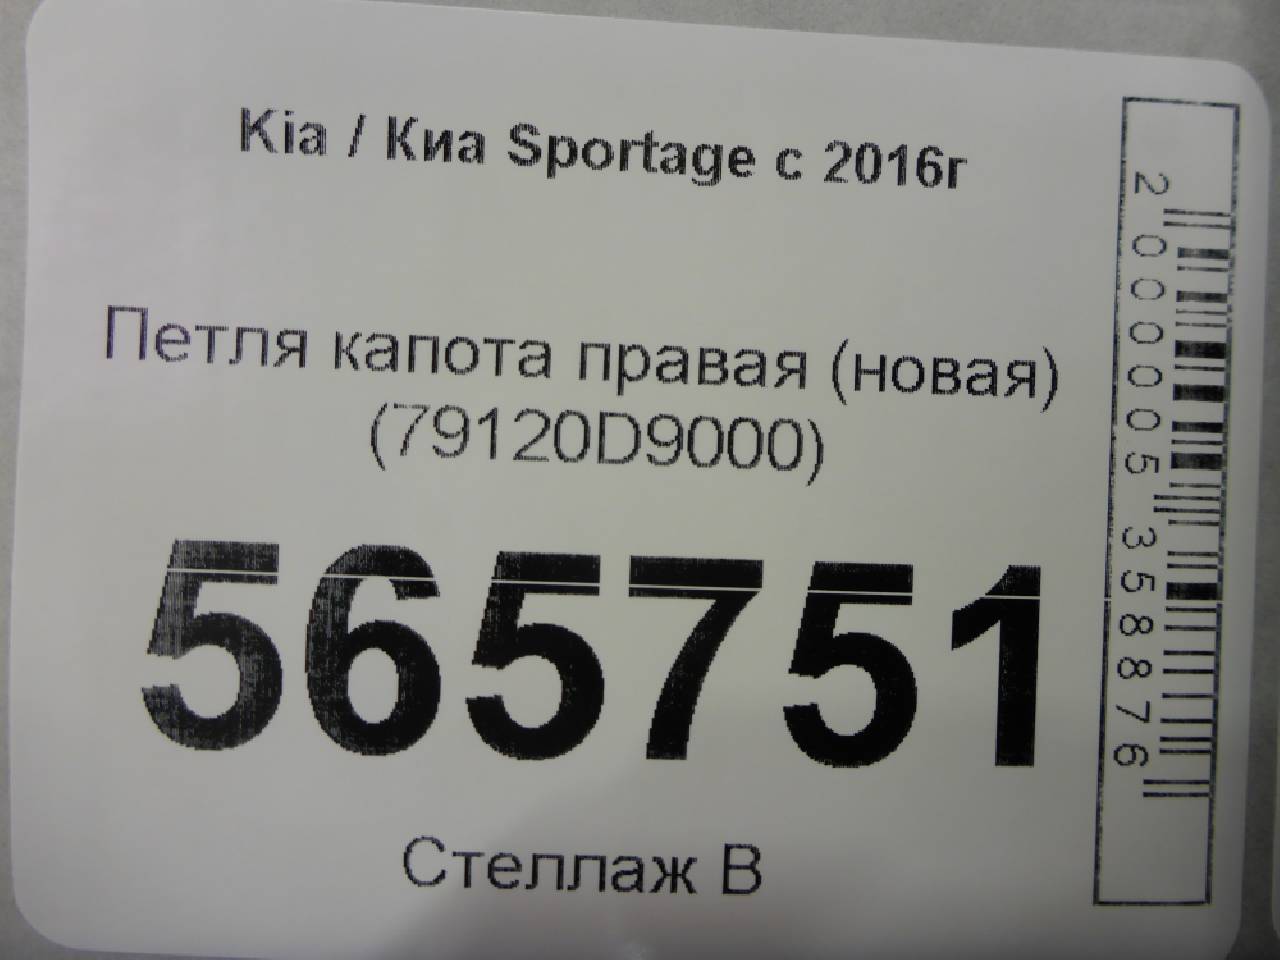 Kia / Киа Sportage с 2016г
Петля капота правая (новая)
(79120D9000)
565751
Стеллаж В
2000005358876